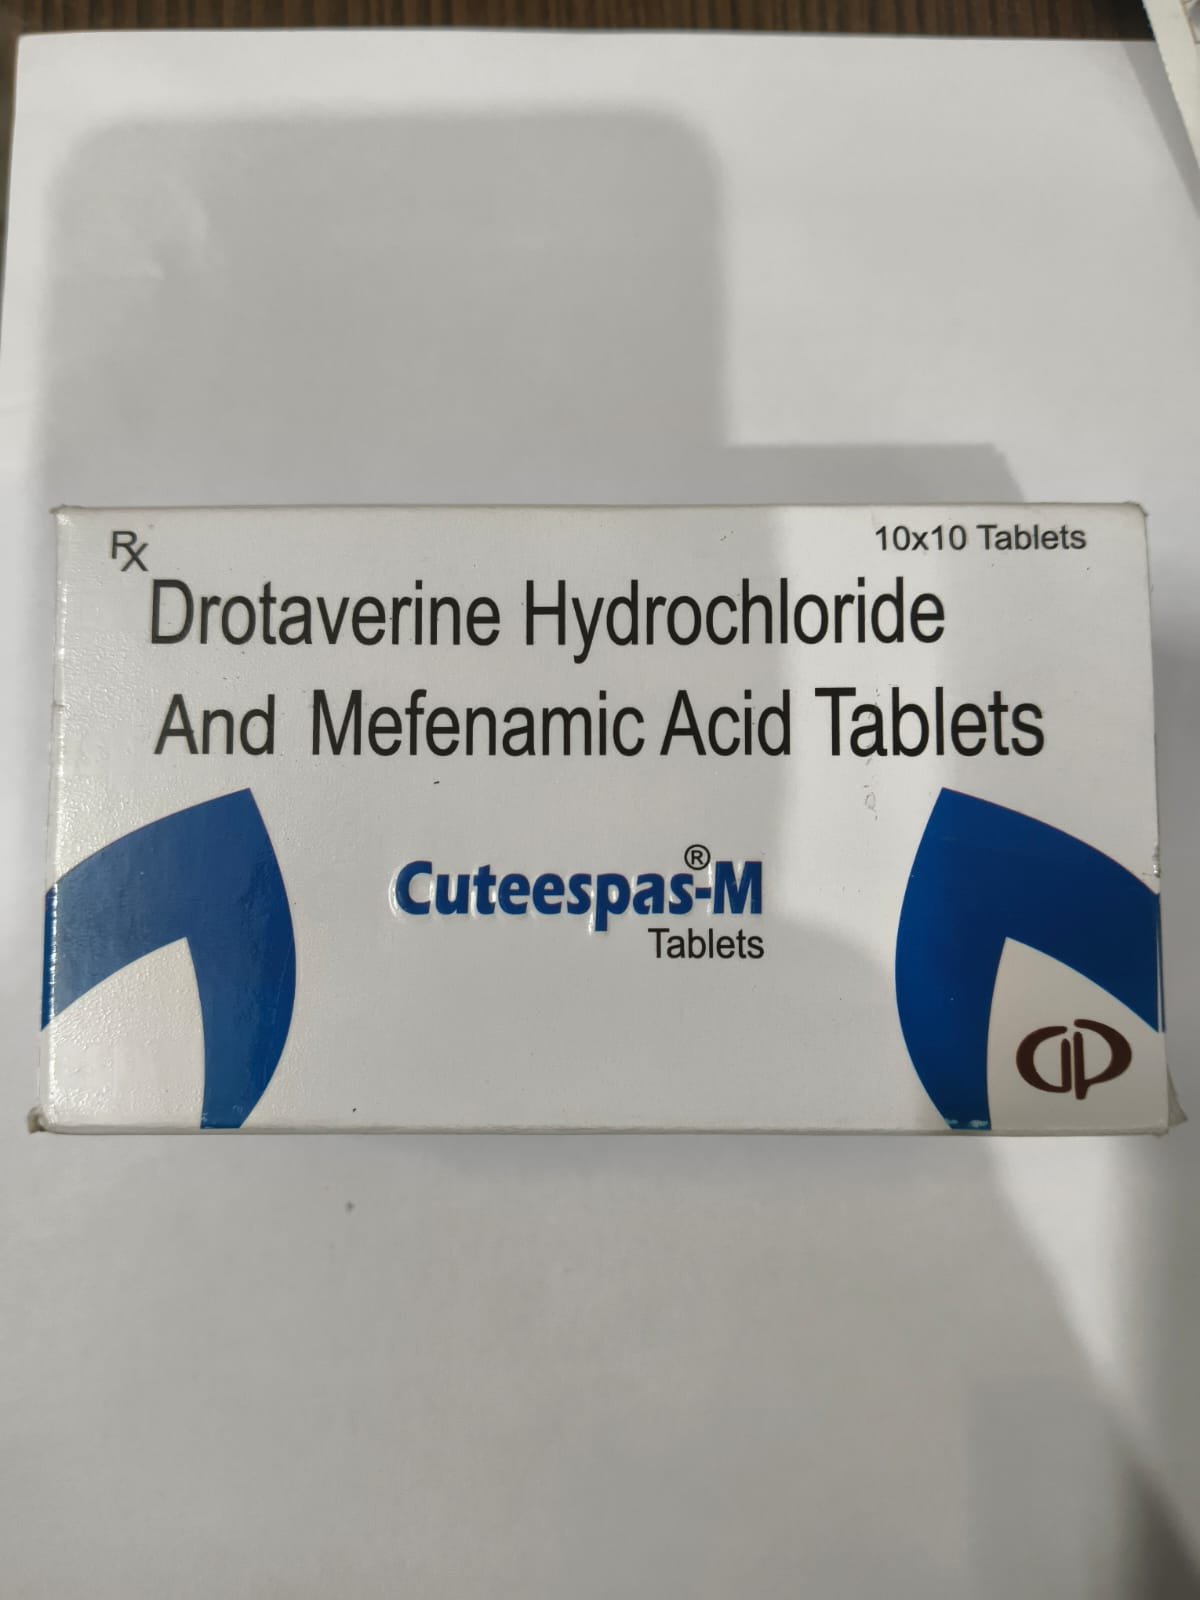 Rx
10x10 Tablets
Drotaverine Hydrochloride
And Mefenamic Acid Tablets
Cuteespas®-M
Tablets